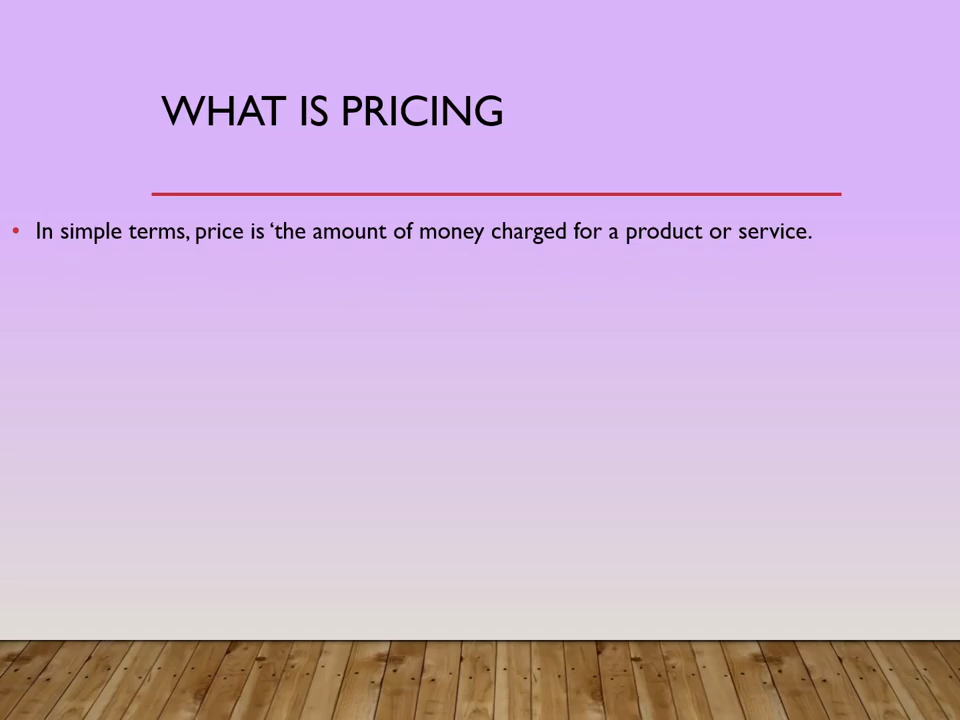 WHAT IS PRICING
• In simple terms, price is ‘the amount of money charged for a product or service.